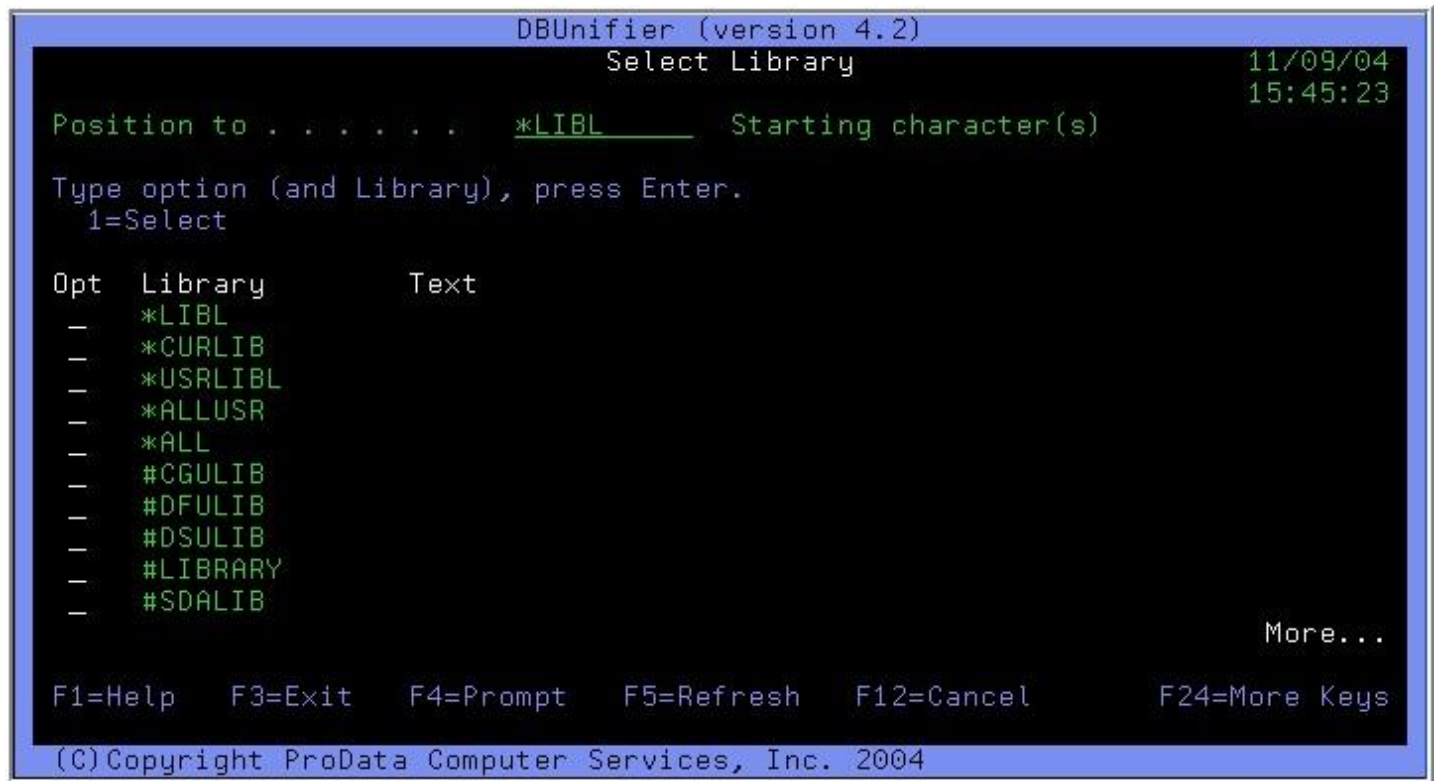 DBUnifier (version 4.2)
Select Library 11/09/04
15:45:23
Position to . . . . . . *LIBL Starting character(s)
Type option (and Library), press Enter.
1=Select
Opt Library Text
_ *LIBL
_ *CURLIB
_ *USRLIBL
_ *ALLUSR
_ *ALL
_ #CGULIB
_ #DFULIB
_ #DSULIB
_ #LIBRARY
_ #SDALIB
More...
F1=Help F3=Exit F4=Prompt F5=Refresh F12=Cancel F24=More Keys
(C)Copyright ProData Computer Services, Inc. 2004